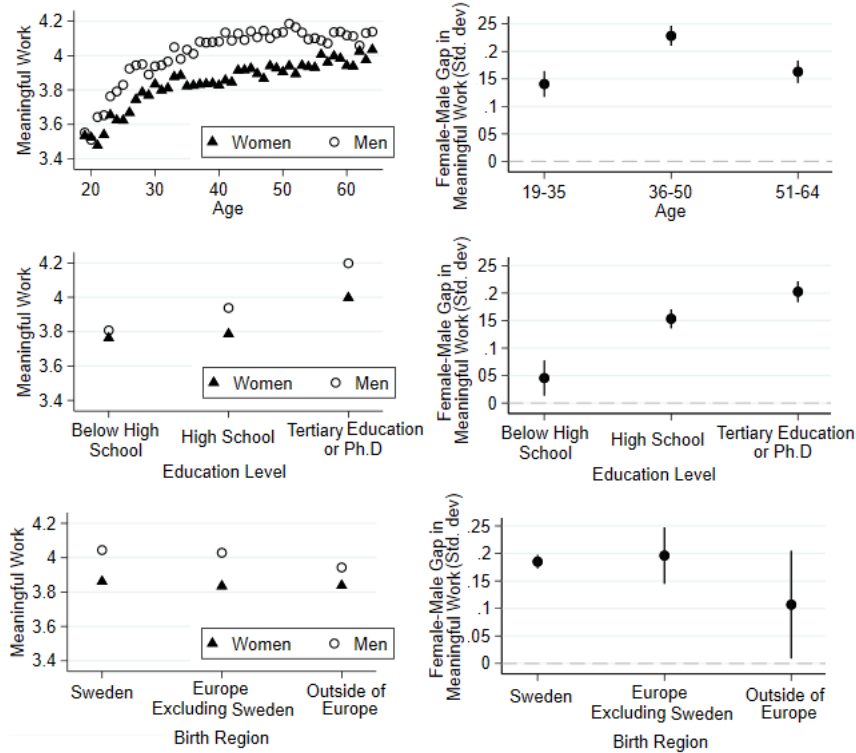 Meaningful Work
4.2
4
3.8
3.6
3.4
▲ Women ○ Men
20 30 40 50 60
Age
Female-Male Gap in
Meaningful Work (Std. dev)
25
.2
15
.1
05
0
19-35 36-50 51-64
Age
Meaningful Work
4.2
4
3.8
3.6
3.4
▲ Women ○ Men
Below High School High School Tertiary Education or Ph.D
Education Level
Female-Male Gap in
Meaningful Work (Std. dev)
25
.2
15
.1
05
0
Below High School High School Tertiary Education or Ph.D
Education Level
Meaningful Work
4.2
4
3.8
3.6
3.4
▲ Women ○ Men
Sweden Europe Excluding Sweden Outside of Europe
Birth Region
Female-Male Gap in
Meaningful Work (Std. dev)
.25
.2
.15
.1
.05
0
Sweden Europe Excluding Sweden Outside of Europe
Birth Region